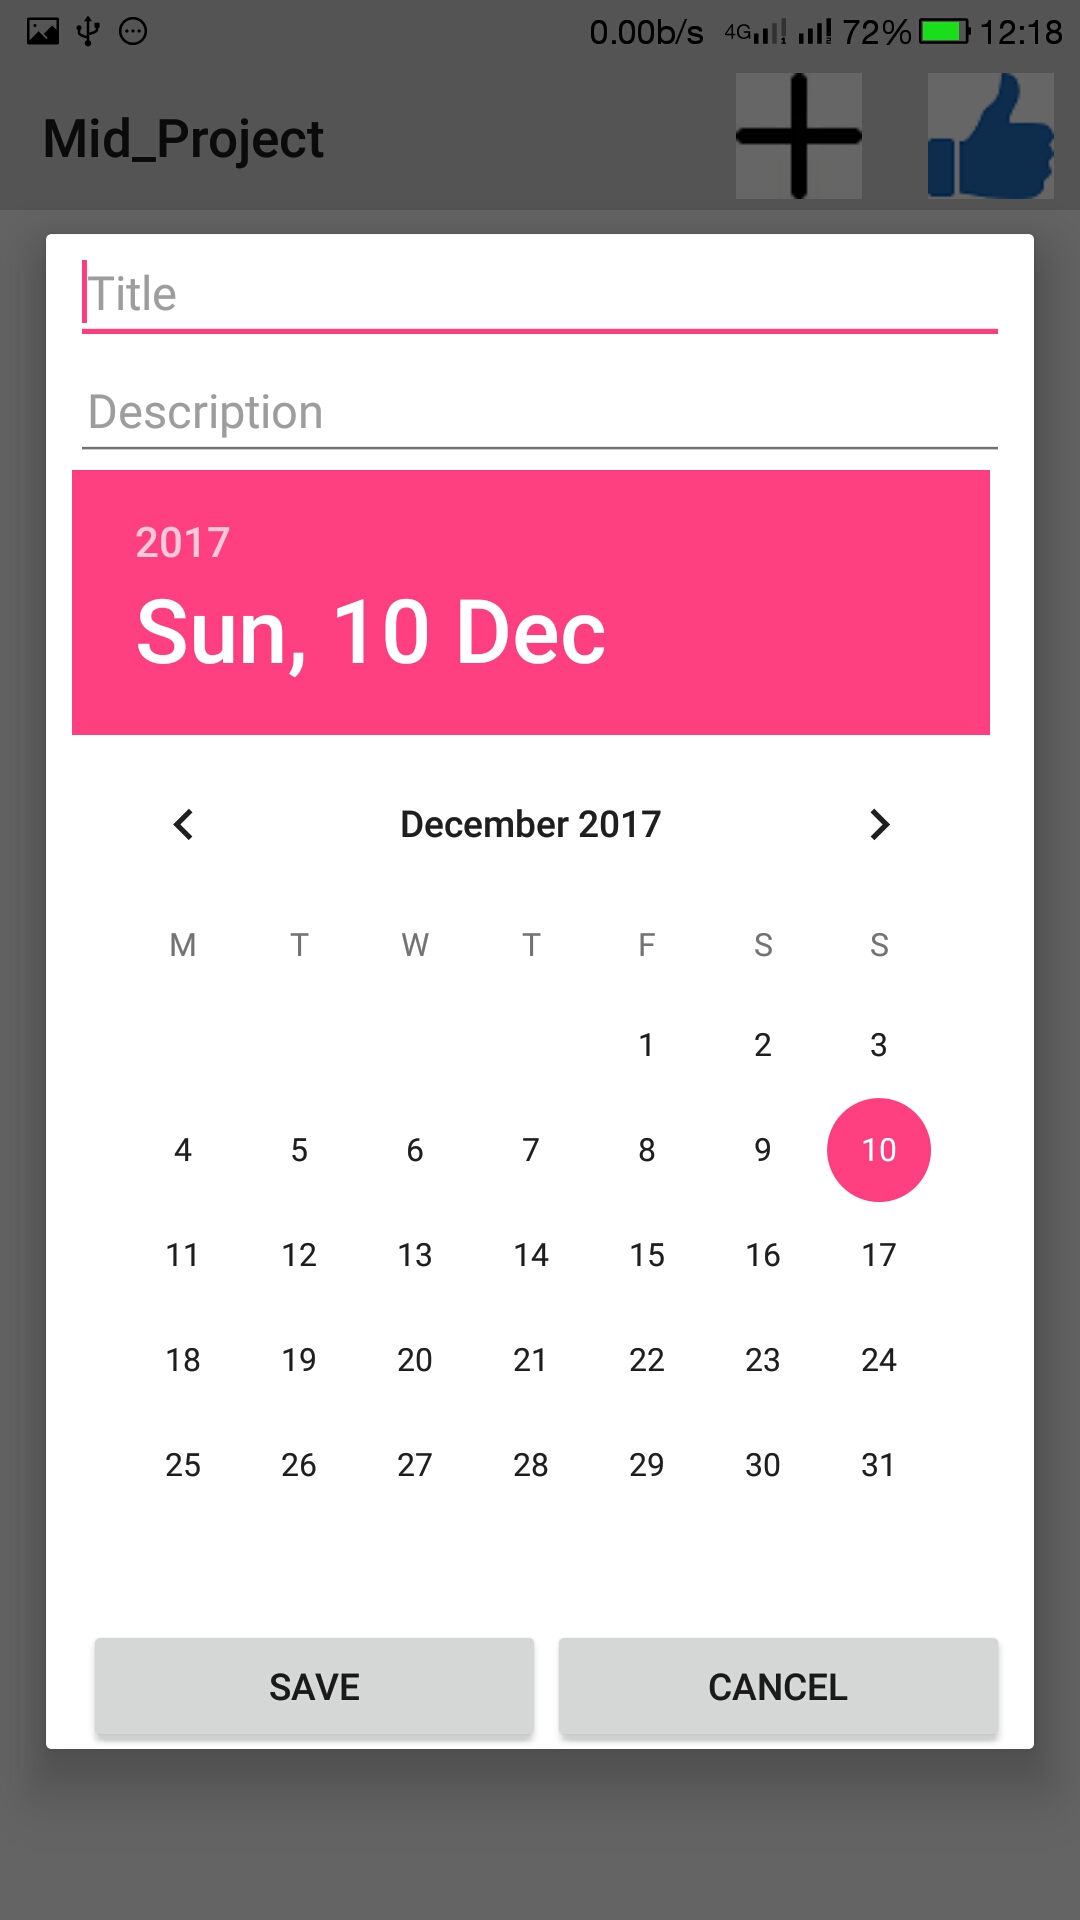 0.00b/s 4G 72% 12:18
Mid_Project
Title
Description
2017
Sun, 10 Dec
December 2017
M T W T F S S
1 2 3
4 5 6 7 8 9 10
11 12 13 14 15 16 17
18 19 20 21 22 23 24
25 26 27 28 29 30 31
SAVE CANCEL